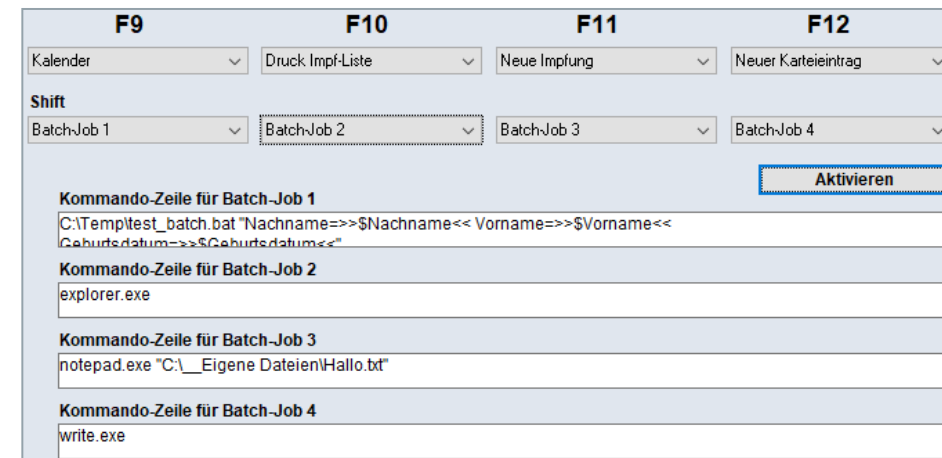 F9 F10 F11 F12
Kalender Druck Impf-Liste Neue Impfung Neuer Karteieintrag
Shift
Batch-Job 1 Batch-Job 2 Batch-Job 3 Batch-Job 4
Aktivieren
Kommando-Zeile für Batch-Job 1
C:\Temp\test_batch.bat "Nachname=>>$Nachname<< Vorname=>>$Vorname<<
Geburtsdatum=>>$Geburtsdatum<<"
Kommando-Zeile für Batch-Job 2
explorer.exe
Kommando-Zeile für Batch-Job 3
notepad.exe "C:\__Eigene Dateien\Hallo.txt"
Kommando-Zeile für Batch-Job 4
write.exe